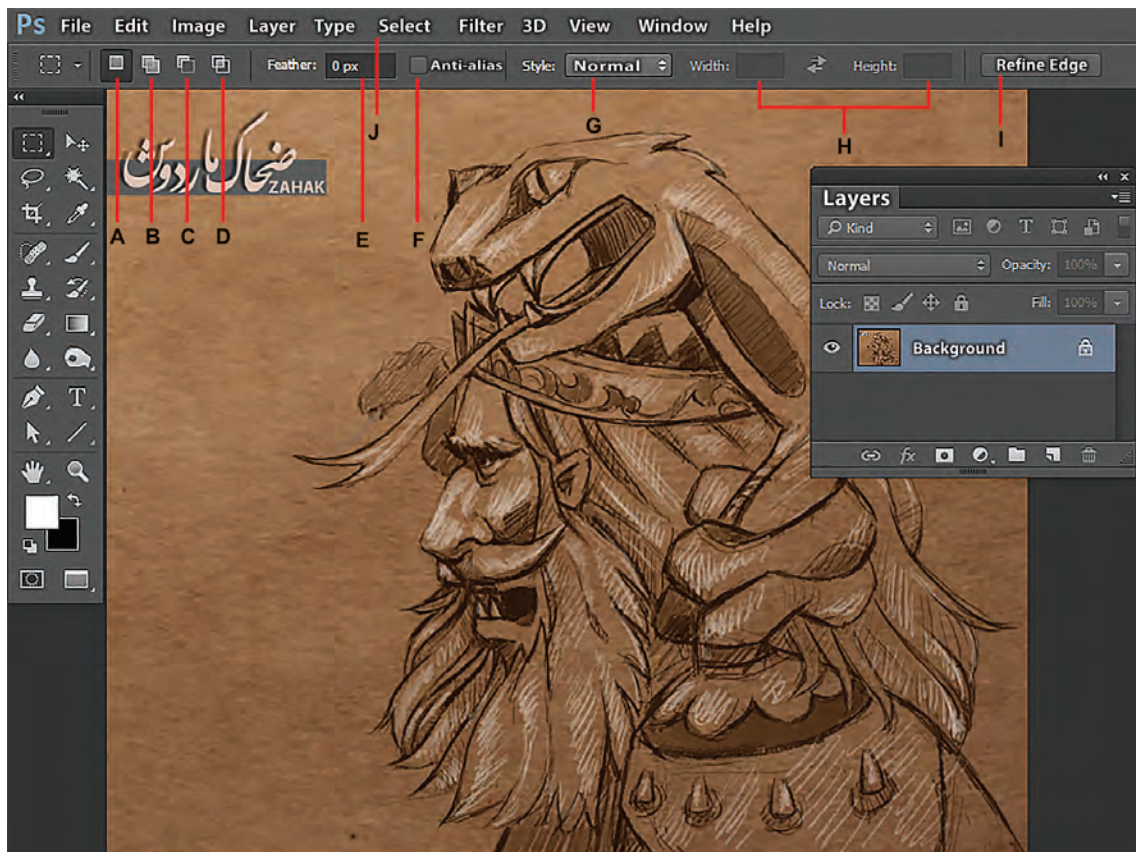 Ps File Edit Image Layer Type Select Filter 3D View Window Help
Feather: 0 px Anti-alias Style: Normal Width: Height: Refine Edge
A B C D E F J G H I
ضحاک ماردوش
ZAHAK
Layers
Kind
Normal Opacity: 100%
Lock: Fill: 100%
Background